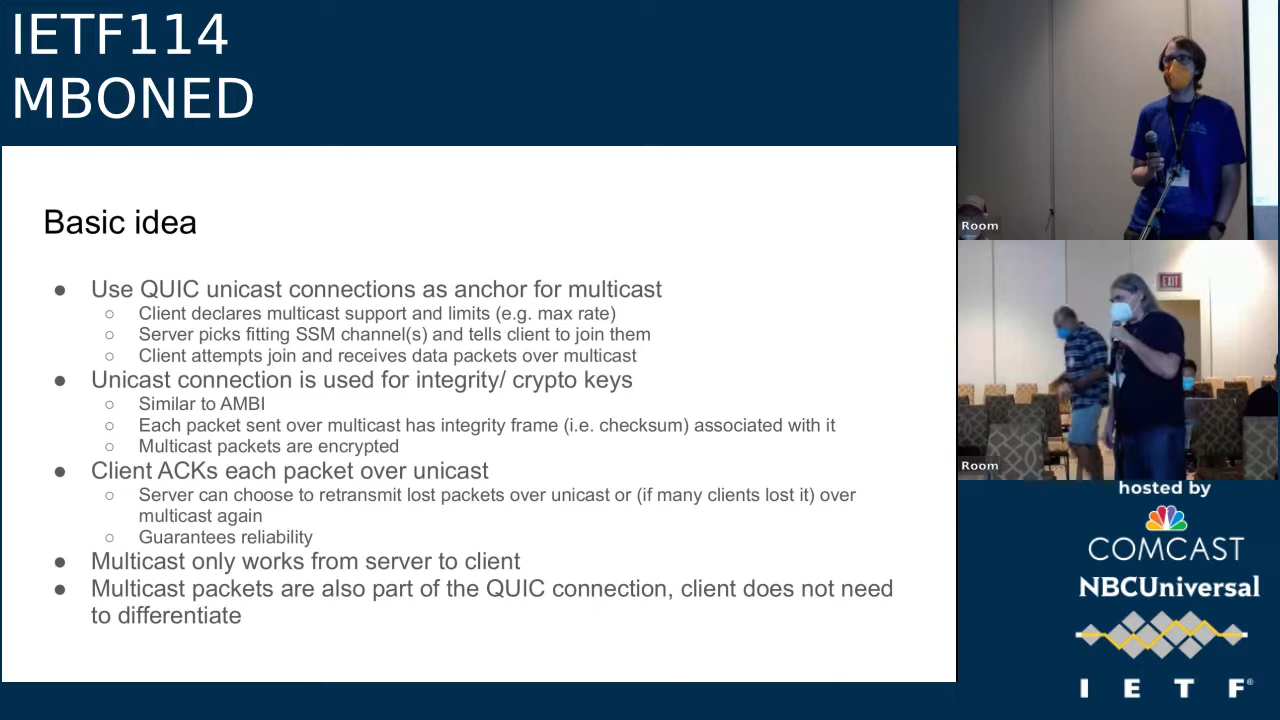 IETF114
MBONED
Basic idea
● Use QUIC unicast connections as anchor for multicast
○ Client declares multicast support and limits (e.g. max rate)
○ Server picks fitting SSM channel(s) and tells client to join them
○ Client attempts join and receives data packets over multicast
● Unicast connection is used for integrity/ crypto keys
○ Similar to AMBI
○ Each packet sent over multicast has integrity frame (i.e. checksum) associated with it
○ Multicast packets are encrypted
● Client ACKs each packet over unicast
○ Server can choose to retransmit lost packets over unicast or (if many clients lost it) over
multicast again
○ Guarantees reliability
● Multicast only works from server to client
● Multicast packets are also part of the QUIC connection, client does not need
to differentiate
Room
EXIT
Room
hosted by
COMCAST
NBCUniversal
I E T F®